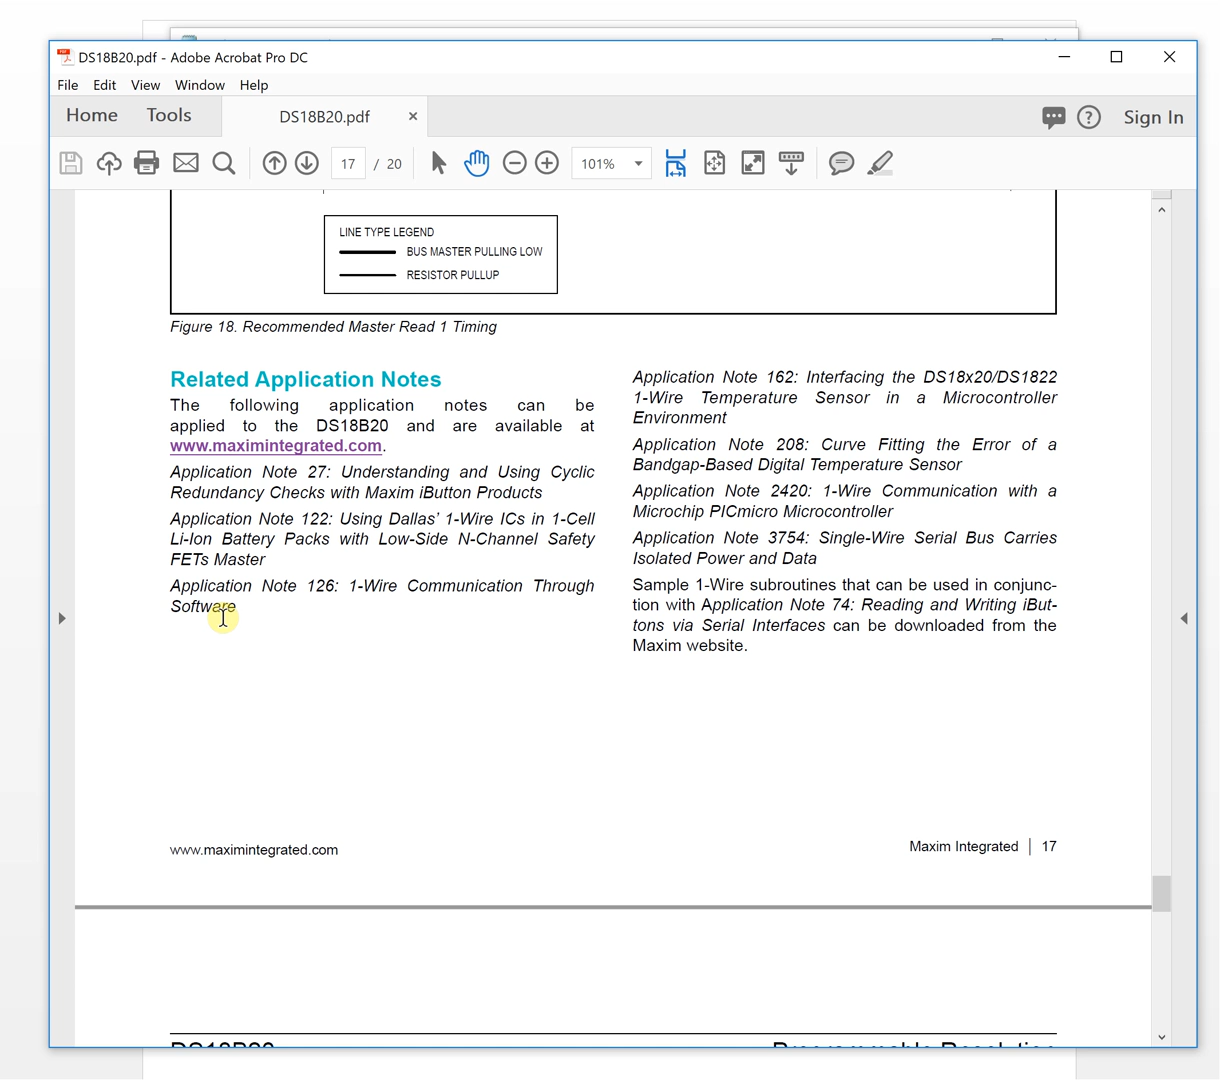 DS18B20.pdf - Adobe Acrobat Pro DC
File Edit View Window Help
Home Tools DS18B20.pdf × Sign In
17 / 20 101%
LINE TYPE LEGEND
BUS MASTER PULLING LOW
RESISTOR PULLUP
Figure 18. Recommended Master Read 1 Timing
Related Application Notes
The following application notes can be
applied to the DS18B20 and are available at
www.maximintegrated.com.
Application Note 27: Understanding and Using Cyclic
Redundancy Checks with Maxim iButton Products
Application Note 122: Using Dallas’ 1-Wire ICs in 1-Cell
Li-Ion Battery Packs with Low-Side N-Channel Safety
FETs Master
Application Note 126: 1-Wire Communication Through
Software
Application Note 162: Interfacing the DS18x20/DS1822
1-Wire Temperature Sensor in a Microcontroller
Environment
Application Note 208: Curve Fitting the Error of a
Bandgap-Based Digital Temperature Sensor
Application Note 2420: 1-Wire Communication with a
Microchip PICmicro Microcontroller
Application Note 3754: Single-Wire Serial Bus Carries
Isolated Power and Data
Sample 1-Wire subroutines that can be used in conjunc-
tion with Application Note 74: Reading and Writing iBut-
tons via Serial Interfaces can be downloaded from the
Maxim website.
www.maximintegrated.com
Maxim Integrated | 17
DS18B20 Programmable Resolution